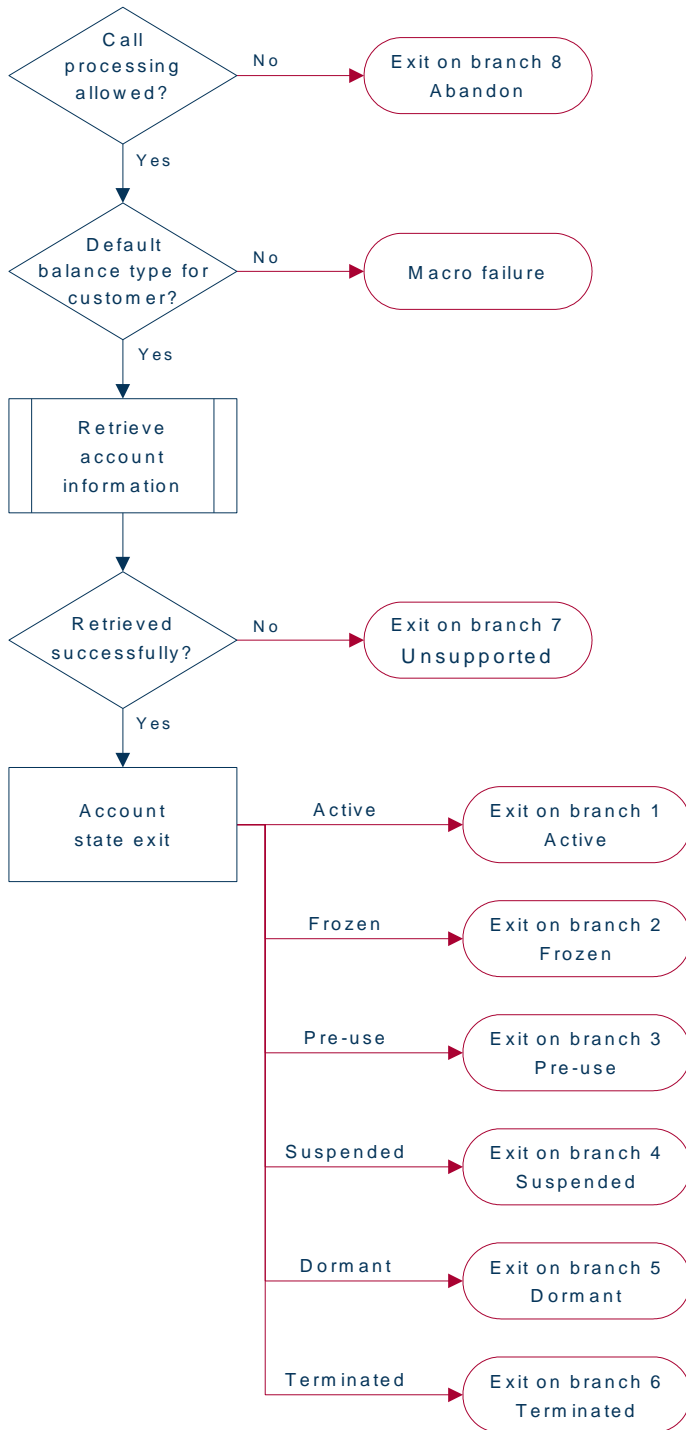 Call
processing
allowed?
No
Exit on branch 8
Abandon
Yes
Default
balance type for
customer?
No
Macro failure
Yes
Retrieve
account
information
Retrieved
successfully?
No
Exit on branch 7
Unsupported
Yes
Account
state exit
Active
Exit on branch 1
Active
Frozen
Exit on branch 2
Frozen
Pre-use
Exit on branch 3
Pre-use
Suspended
Exit on branch 4
Suspended
Dormant
Exit on branch 5
Dormant
Terminated
Exit on branch 6
Terminated